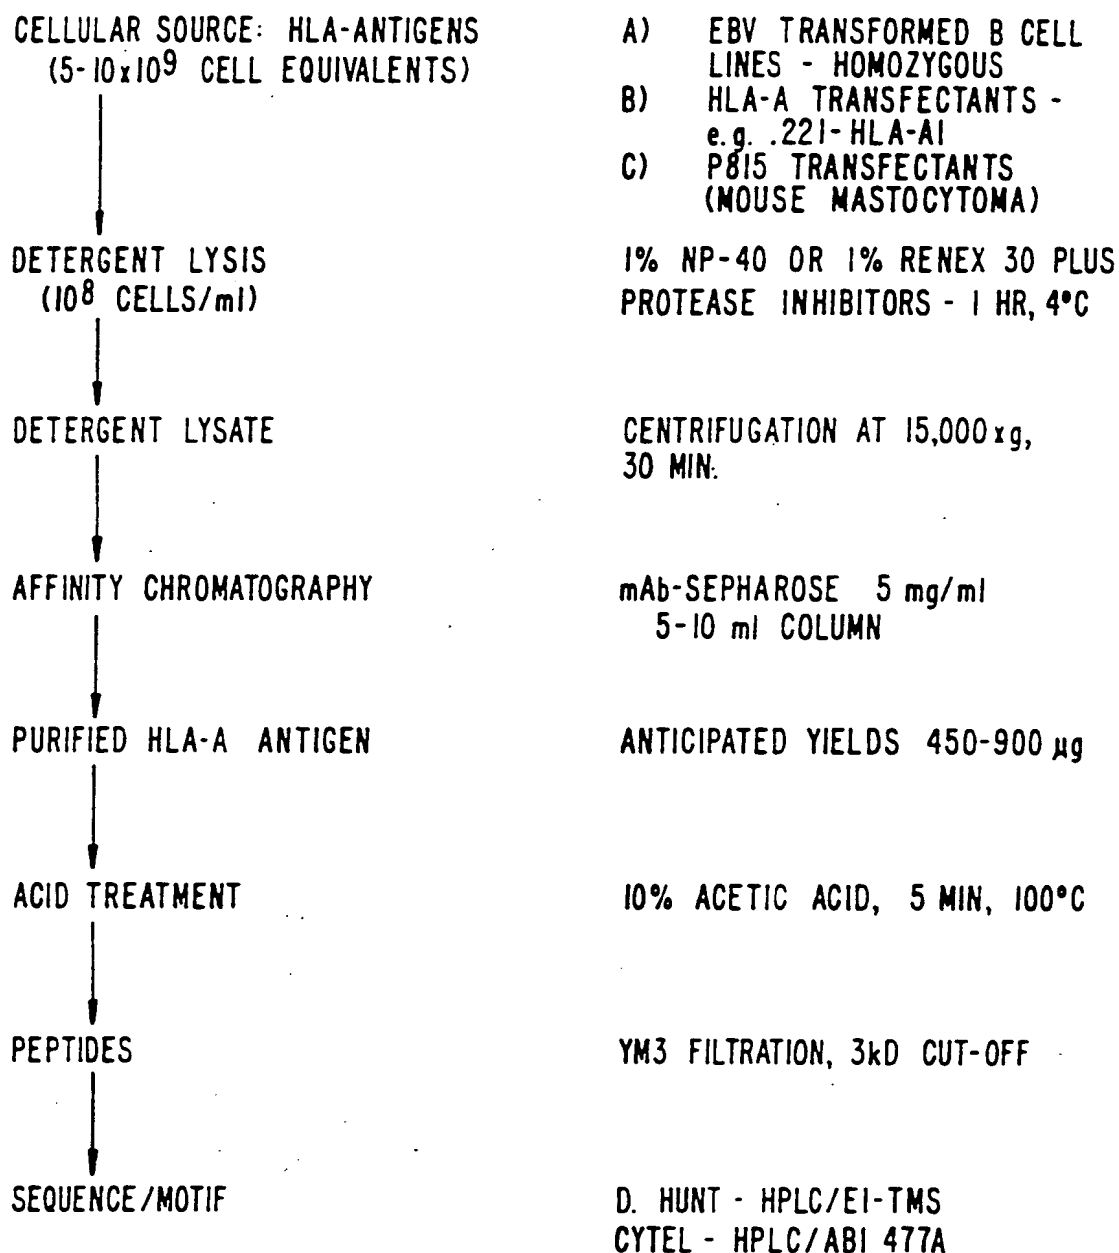 CELLULAR SOURCE: HLA-ANTIGENS
(5-10x10⁹ CELL EQUIVALENTS)
A) EBV TRANSFORMED B CELL
LINES - HOMOZYGOUS
B) HLA-A TRANSFECTANTS -
e.g. .221-HLA-A1
C) P815 TRANSFECTANTS
(MOUSE MASTOCYTOMA)
DETERGENT LYSIS
(10⁸ CELLS/ml)
1% NP-40 OR 1% RENEX 30 PLUS
PROTEASE INHIBITORS - 1 HR, 4°C
DETERGENT LYSATE
CENTRIFUGATION AT 15,000xg,
30 MIN.
AFFINITY CHROMATOGRAPHY
mAb-SEPHAROSE 5 mg/ml
5-10 ml COLUMN
PURIFIED HLA-A ANTIGEN
ANTICIPATED YIELDS 450-900 µg
ACID TREATMENT
10% ACETIC ACID, 5 MIN, 100°C
PEPTIDES
YM3 FILTRATION, 3kD CUT-OFF
SEQUENCE/MOTIF
D. HUNT - HPLC/EI-TMS
CYTEL - HPLC/ABI 477A